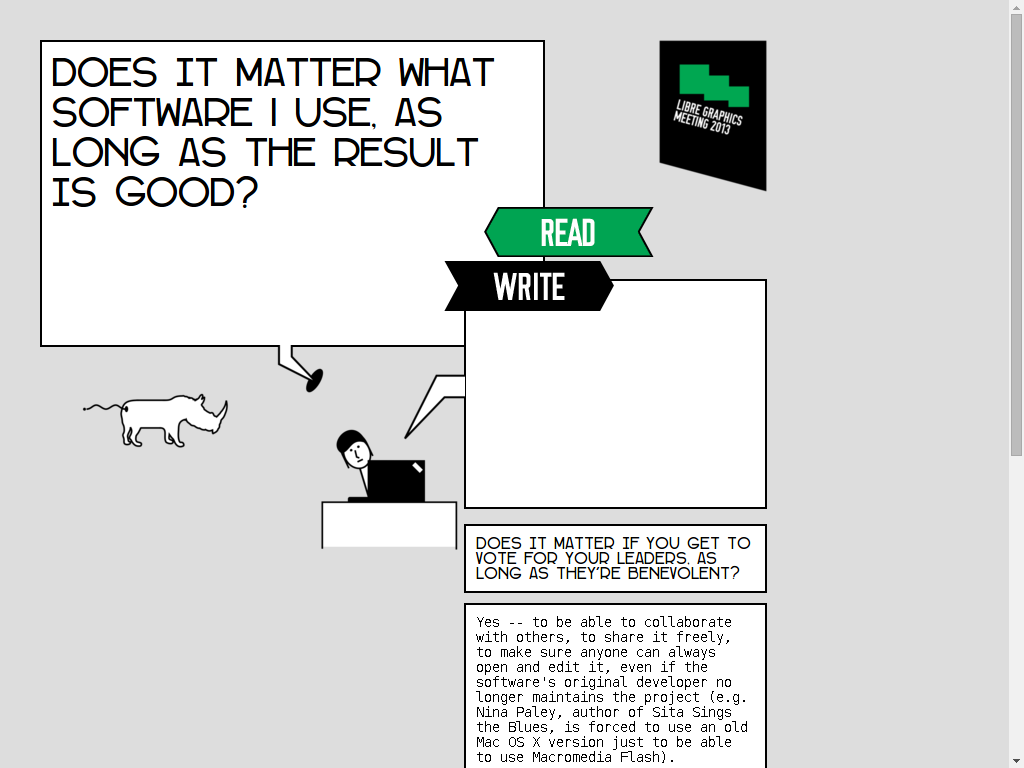 DOES IT MATTER WHAT
SOFTWARE I USE, AS
LONG AS THE RESULT
IS GOOD?
LIBRE GRAPHICS
MEETING 2013
READ
WRITE
DOES IT MATTER IF YOU GET TO
VOTE FOR YOUR LEADERS, AS
LONG AS THEY'RE BENEVOLENT?
Yes -- to be able to collaborate
with others, to share it freely,
to make sure anyone can always
open and edit it, even if the
software's original developer no
longer maintains the project (e.g.
Nina Paley, author of Sita Sings
the Blues, is forced to use an old
Mac OS X version just to be able
to use Macromedia Flash).